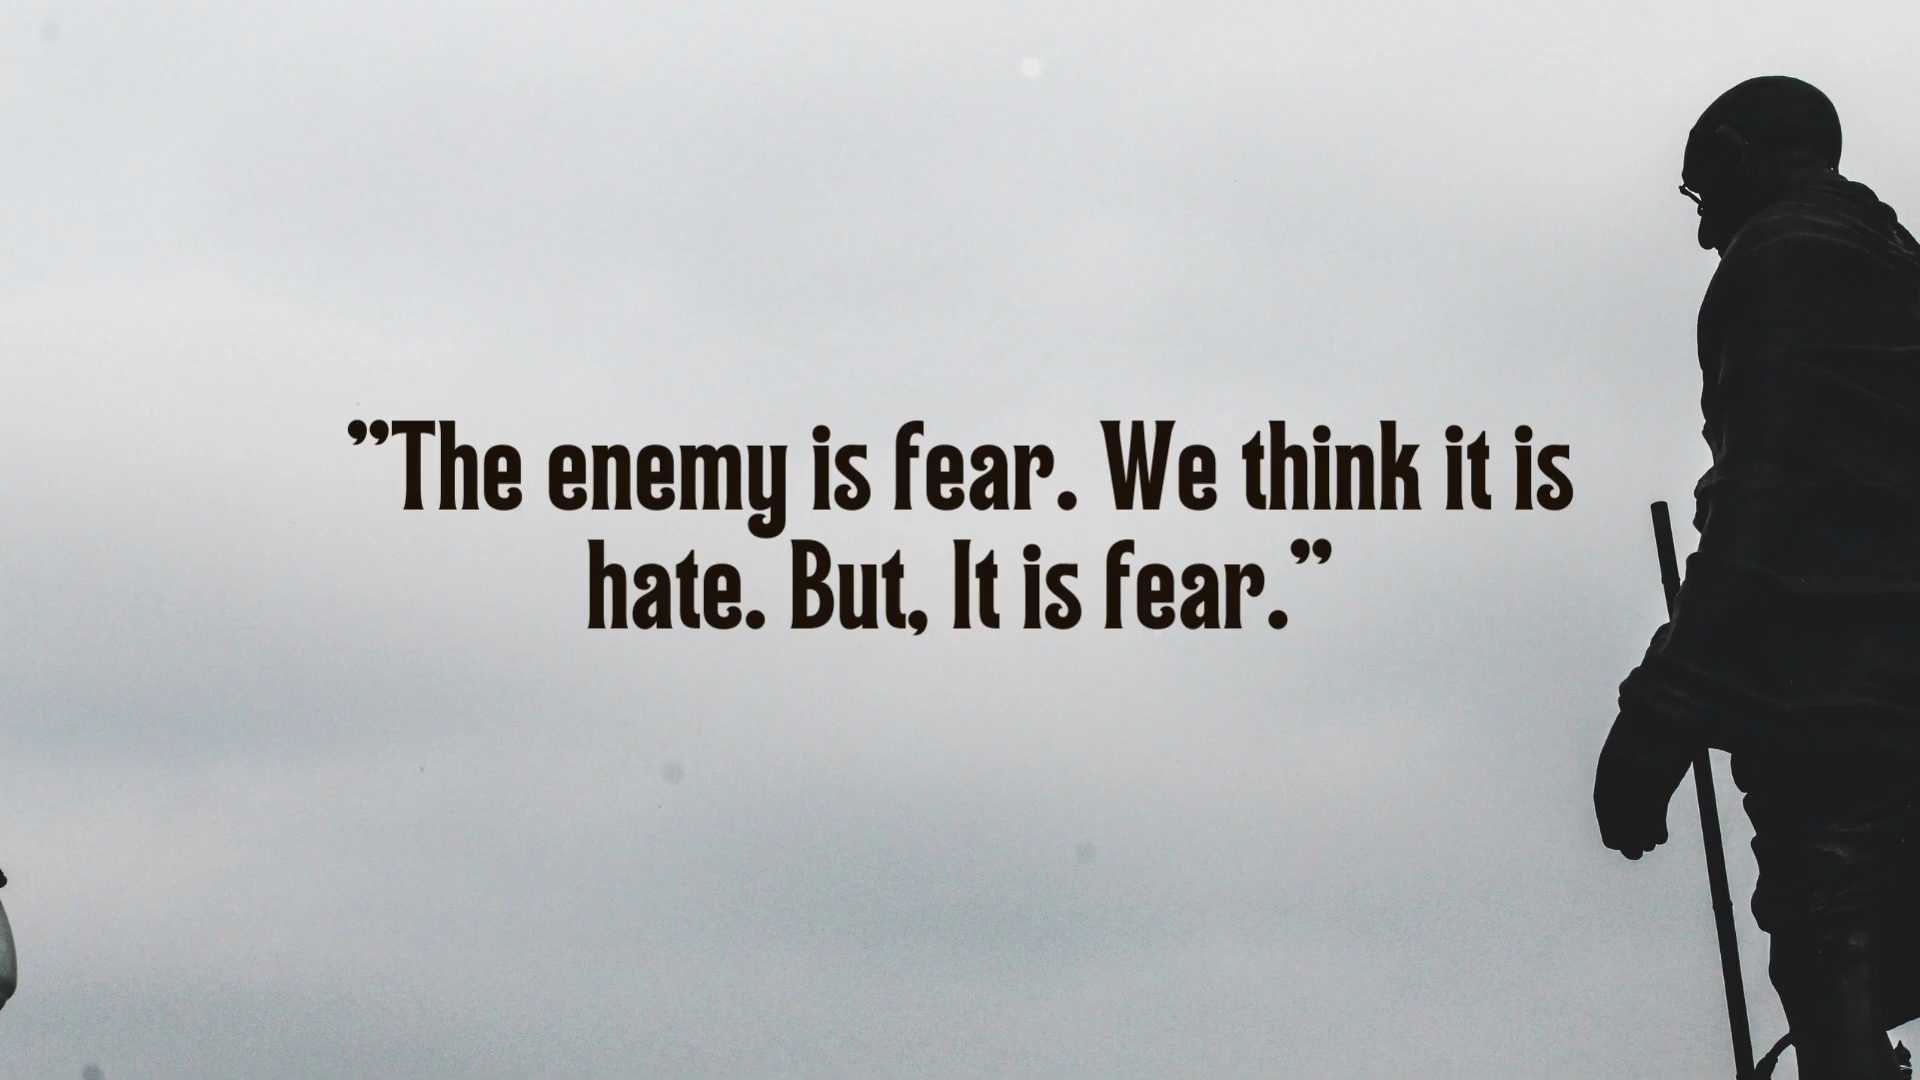 ”The enemy is fear. We think it is
hate. But, It is fear.”